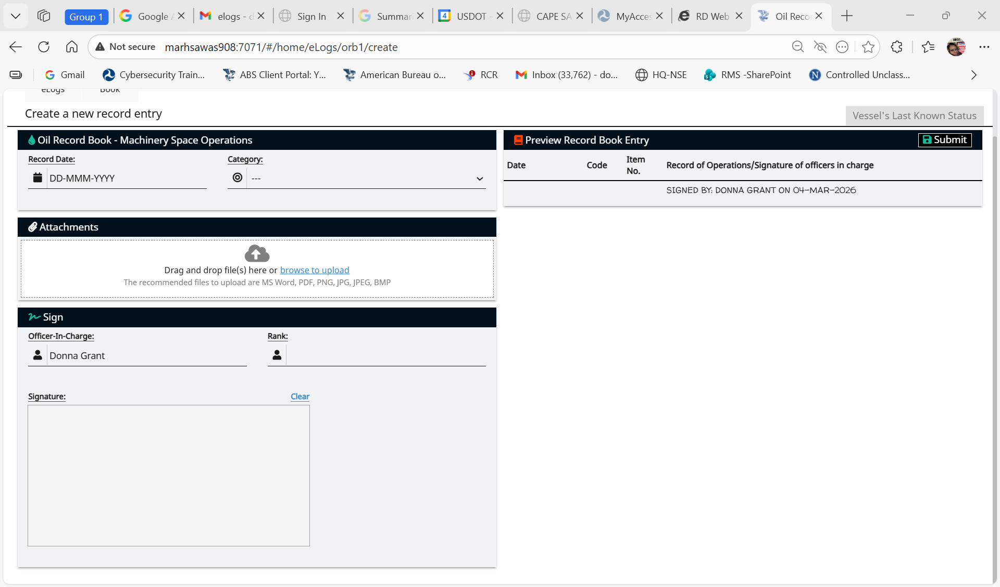 Group 1
Google A
elogs - d
Sign In
Summari
4
USDOT -
CAPE SA
MyAcces
RD Web
Oil Reco
Not secure
marhsawas908:7071/#/home/eLogs/orb1/create
Gmail
Cybersecurity Train...
ABS Client Portal: Y...
American Bureau o...
RCR
Inbox (33,762) - do...
HQ-NSE
RMS -SharePoint
Controlled Unclass...
eLogs
Book
Create a new record entry
Vessel's Last Known Status
Oil Record Book - Machinery Space Operations
Record Date:
Category:
DD-MMM-YYYY
---
Attachments
Drag and drop file(s) here or browse to upload
The recommended files to upload are MS Word, PDF, PNG, JPG, JPEG, BMP
Sign
Officer-In-Charge:
Rank:
Donna Grant
Signature:
Clear
Preview Record Book Entry
Submit
Date
Code
Item No.
Record of Operations/Signature of officers in charge
SIGNED BY: DONNA GRANT ON 04-MAR-2026